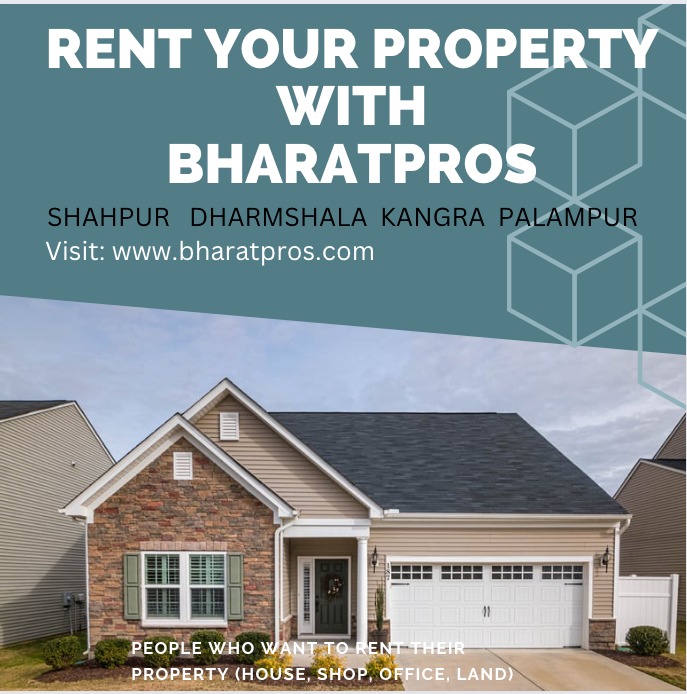 RENT YOUR PROPERTY
WITH
BHARATPROS
SHAHPUR DHARMSHALA KANGRA PALAMPUR
Visit: www.bharatpros.com
187
PEOPLE WHO WANT TO RENT THEIR
PROPERTY (HOUSE, SHOP, OFFICE, LAND)